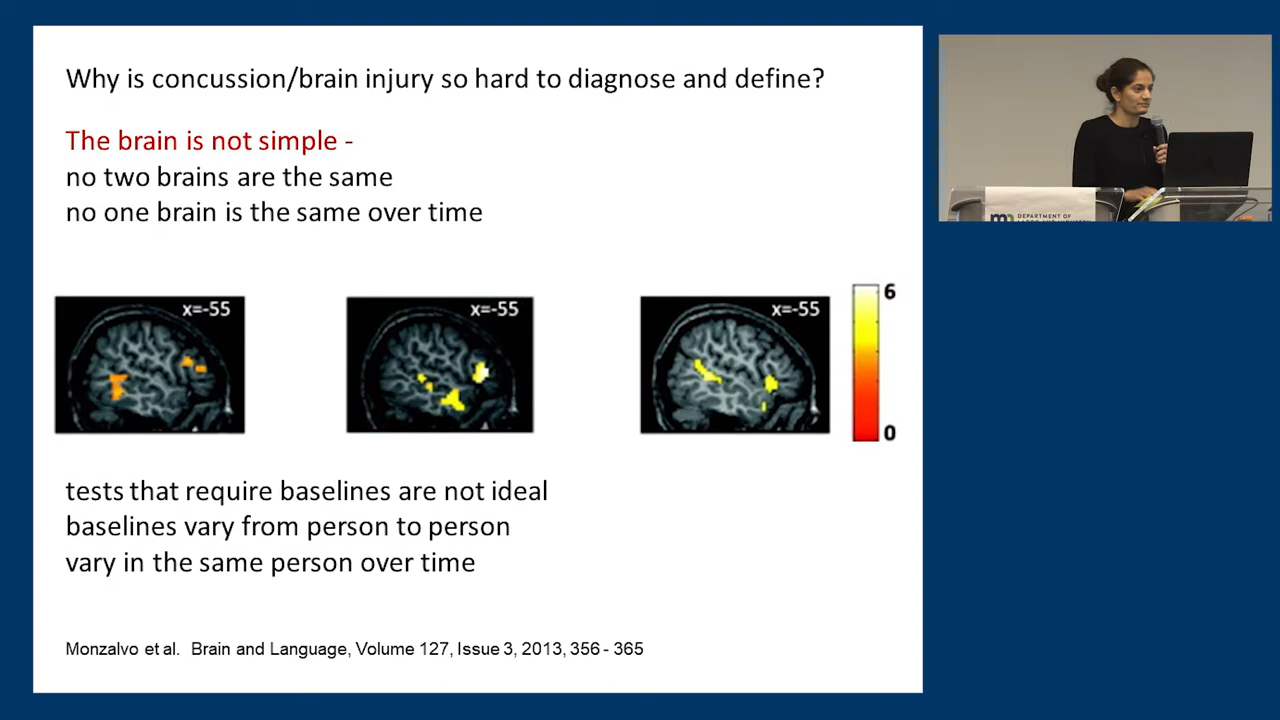 Why is concussion/brain injury so hard to diagnose and define?
The brain is not simple -
no two brains are the same
no one brain is the same over time
x=-55
x=-55
x=-55
6
0
tests that require baselines are not ideal
baselines vary from person to person
vary in the same person over time
Monzalvo et al. Brain and Language, Volume 127, Issue 3, 2013, 356 - 365
DEPARTMENT OF
LABOR AND INDUSTRY